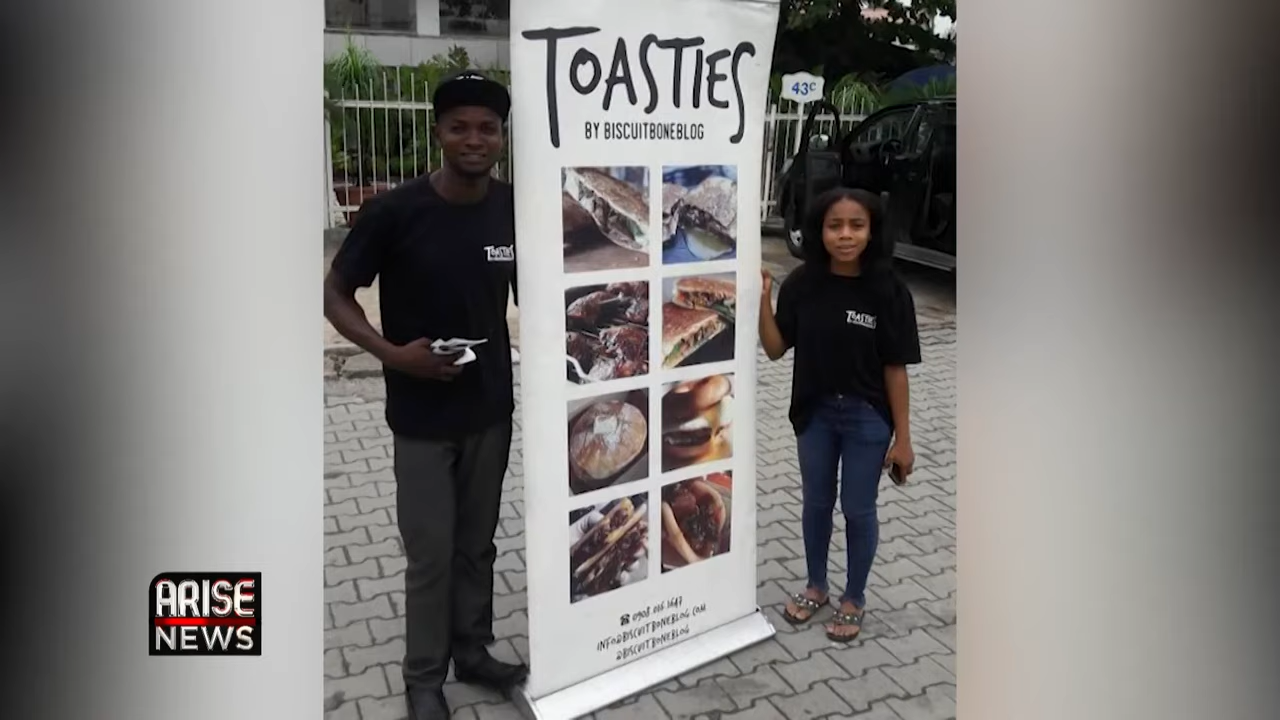 TOASTIES
BY BISCUITBONEBLOG
43C
TOASTIES
TOASTIES
INFO@BISCUITBONEBLOG.COM
@BISCUITBONEBLOG
ARISE
NEWS